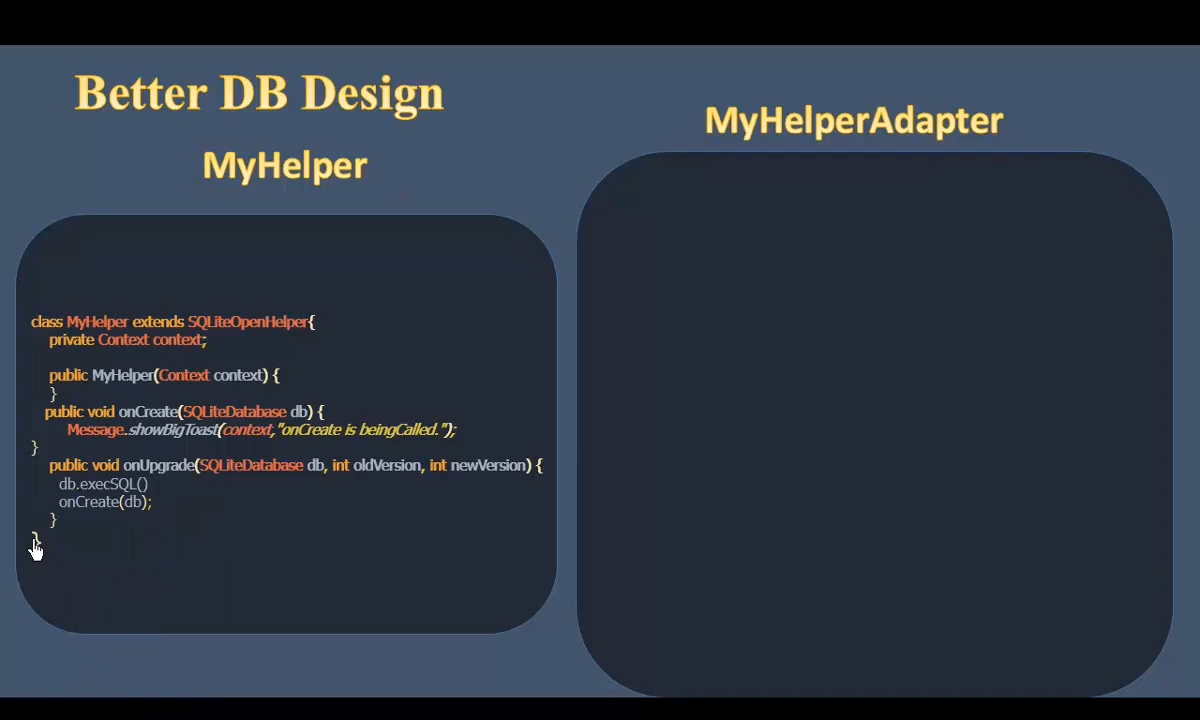 Better DB Design
MyHelper
class MyHelper extends SQLiteOpenHelper{
private Context context;
public MyHelper(Context context) {
}
public void onCreate(SQLiteDatabase db) {
Message..showBigToast(context,"onCreate is beingCalled.");
}
public void onUpgrade(SQLiteDatabase db, int oldVersion, int newVersion) {
db.execSQL()
onCreate(db);
}
}
MyHelperAdapter